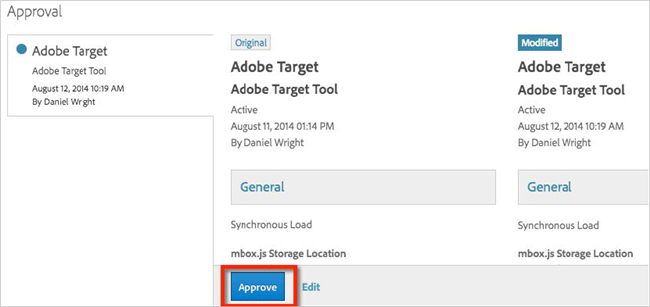 Approval
Adobe Target
Adobe Target Tool
August 12, 2014 10:19 AM
By Daniel Wright
Original
Adobe Target
Adobe Target Tool
Active
August 11, 2014 01:14 PM
By Daniel Wright
General
Synchronous Load
mbox.js Storage Location
Approve Edit
Modified
Adobe Target
Adobe Target Tool
Active
August 12, 2014 10:19 AM
By Daniel Wright
General
Synchronous Load
mbox.js Storage Location